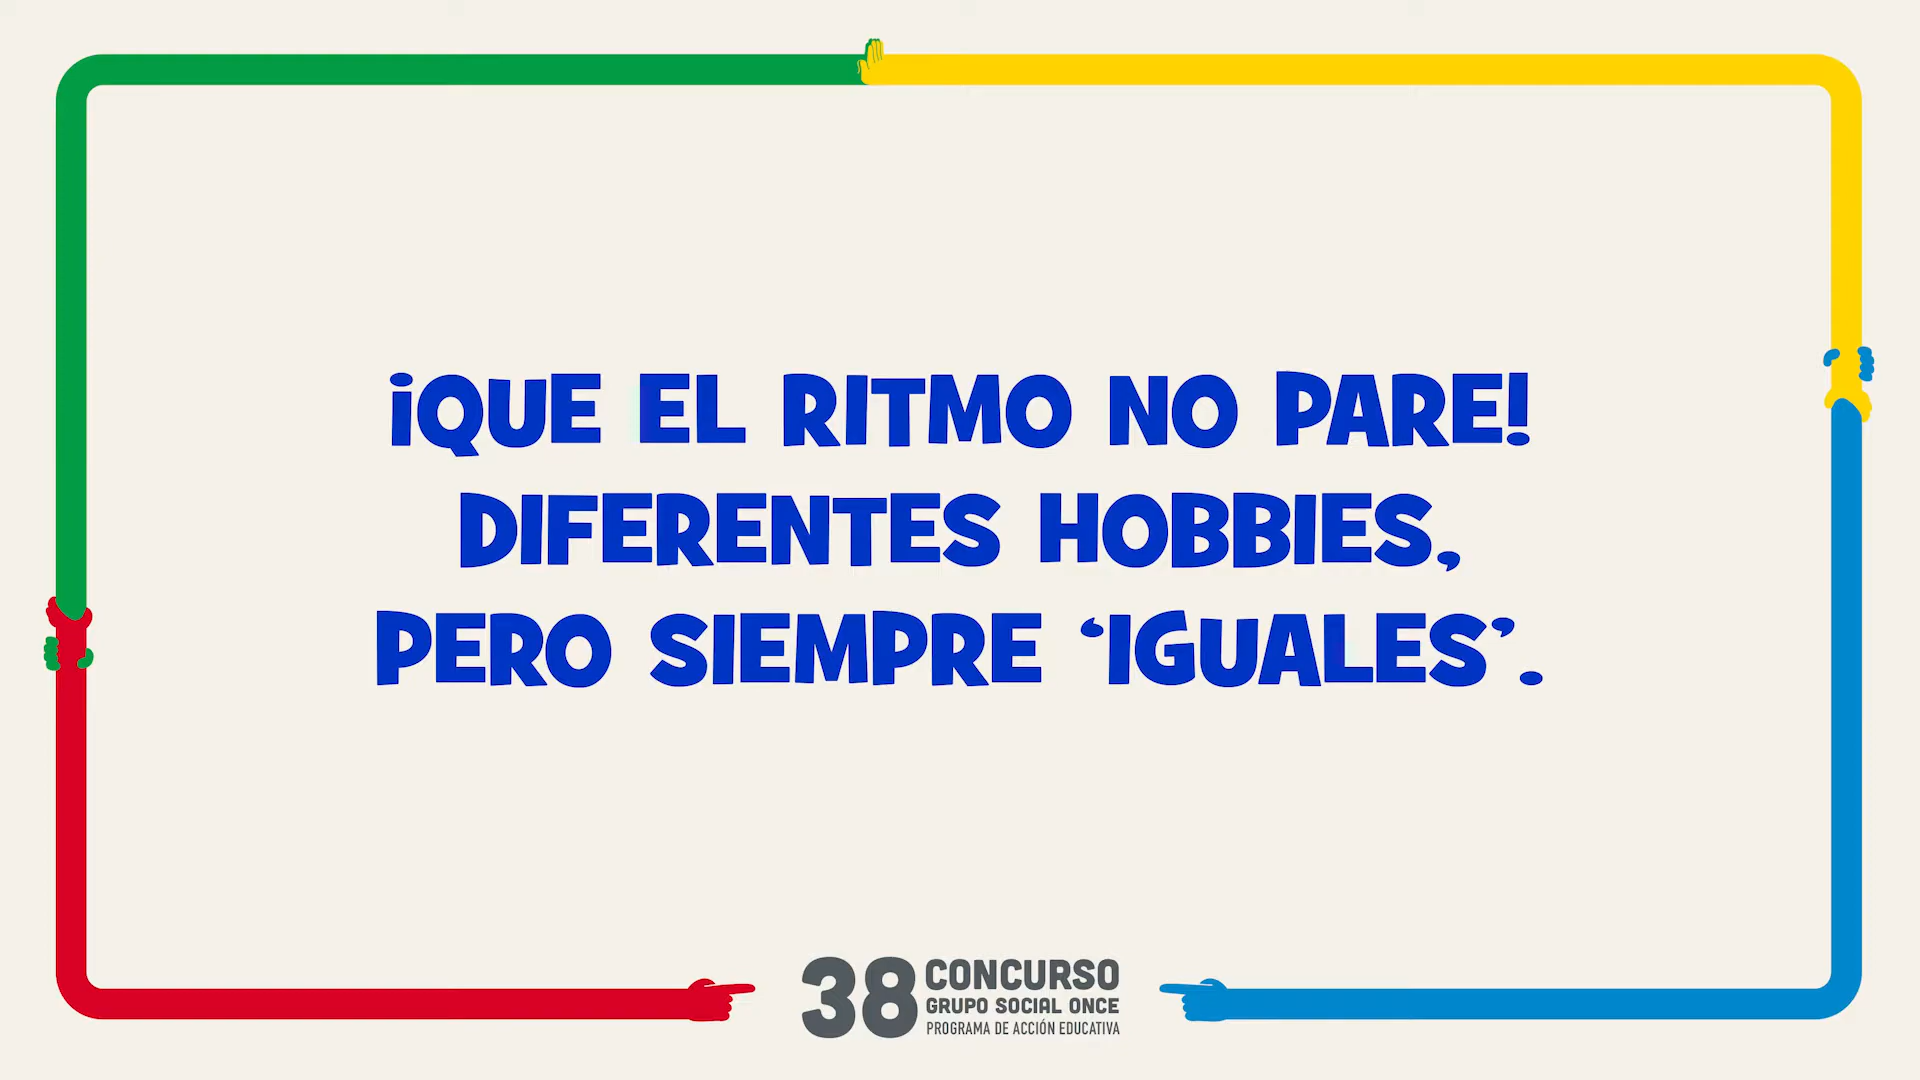 ¡QUE EL RITMO NO PARE!
DIFERENTES HOBBIES,
PERO SIEMPRE ‘IGUALES’.
38 CONCURSO
GRUPO SOCIAL ONCE
PROGRAMA DE ACCIÓN EDUCATIVA